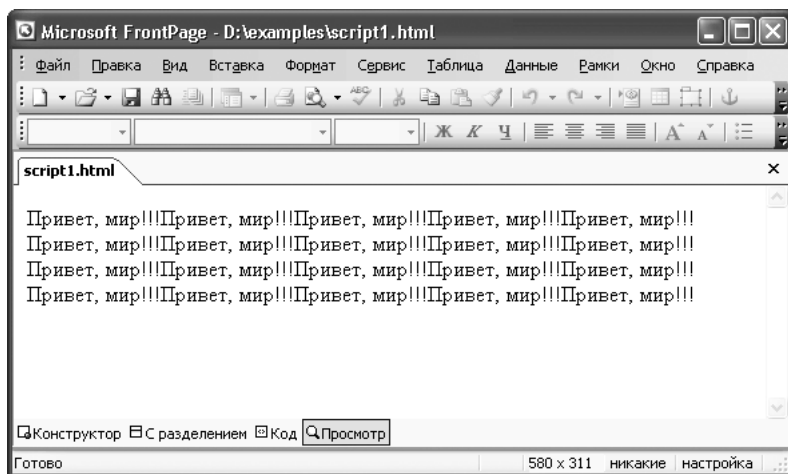 Microsoft FrontPage - D:\examples\script1.html
Файл Правка Вид Вставка Формат Сервис Таблица Данные Рамки Окно Справка
Ж К Ч
script1.html
Привет, мир!!!Привет, мир!!!Привет, мир!!!Привет, мир!!!Привет, мир!!!
Привет, мир!!!Привет, мир!!!Привет, мир!!!Привет, мир!!!Привет, мир!!!
Привет, мир!!!Привет, мир!!!Привет, мир!!!Привет, мир!!!Привет, мир!!!
Привет, мир!!!Привет, мир!!!Привет, мир!!!Привет, мир!!!Привет, мир!!!
Конструктор С разделением Код Просмотр
Готово 580 x 311 никакие настройка